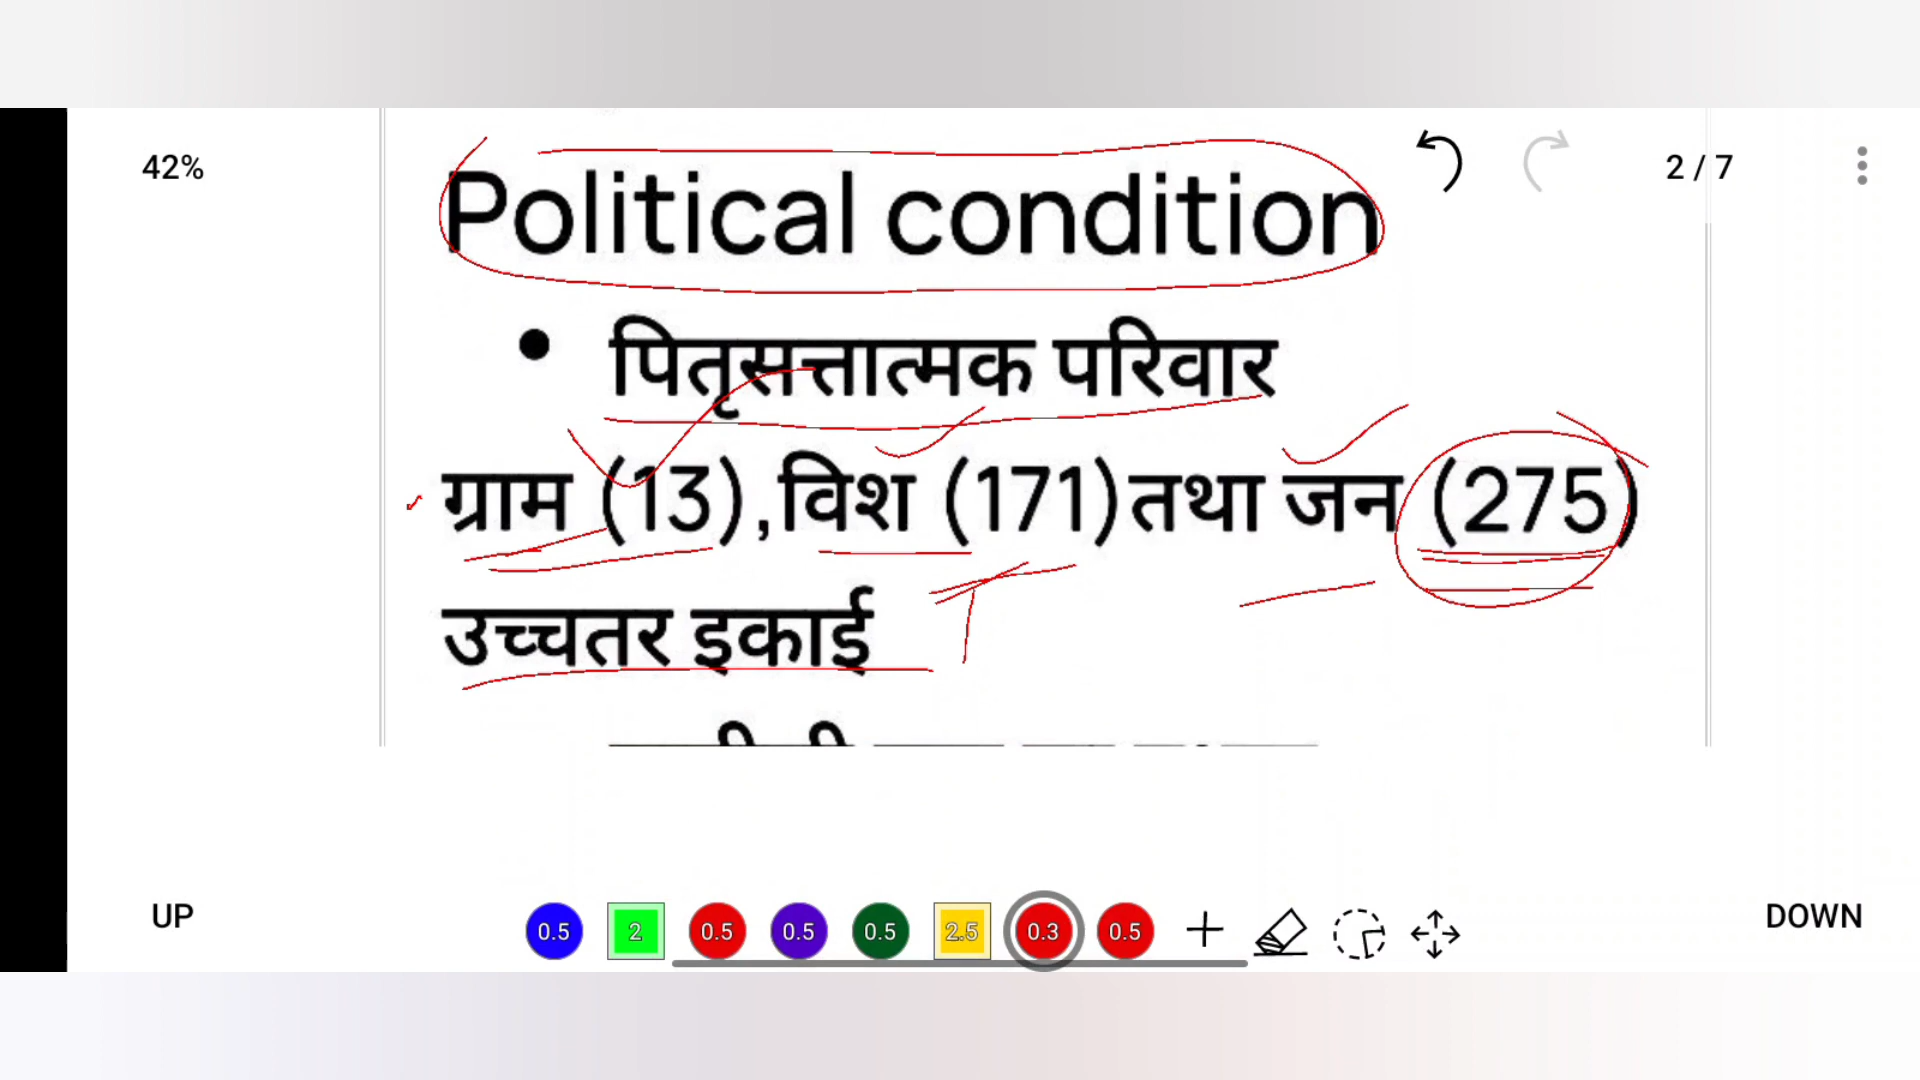 42%
2 / 7
Political condition
• पितृसत्तात्मक परिवार
ग्राम (13),विश (171)तथा जन (275)
उच्चतर इकाई
UP
0.5 2 0.5 0.5 0.5 2.5 0.3 0.5
DOWN